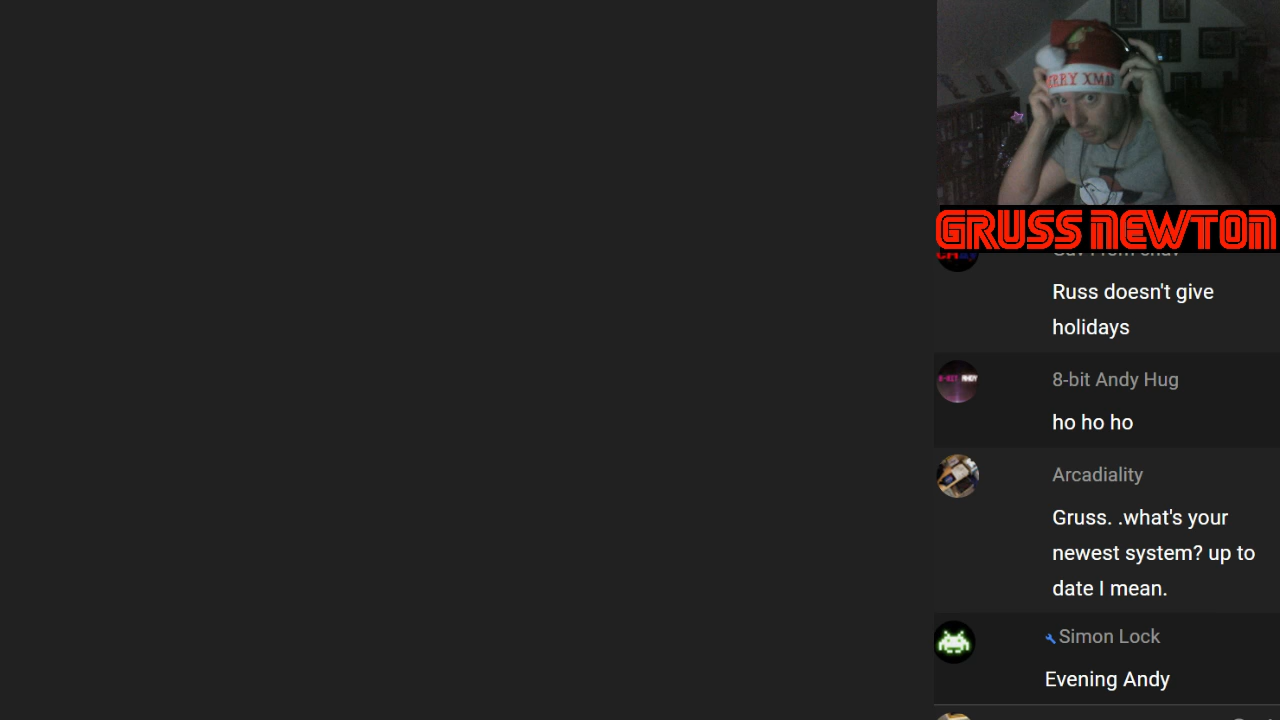 GRUSS NEWTON
Russ doesn't give
holidays
8-bit Andy Hug
ho ho ho
Arcadiality
Gruss. .what's your
newest system? up to
date I mean.
Simon Lock
Evening Andy